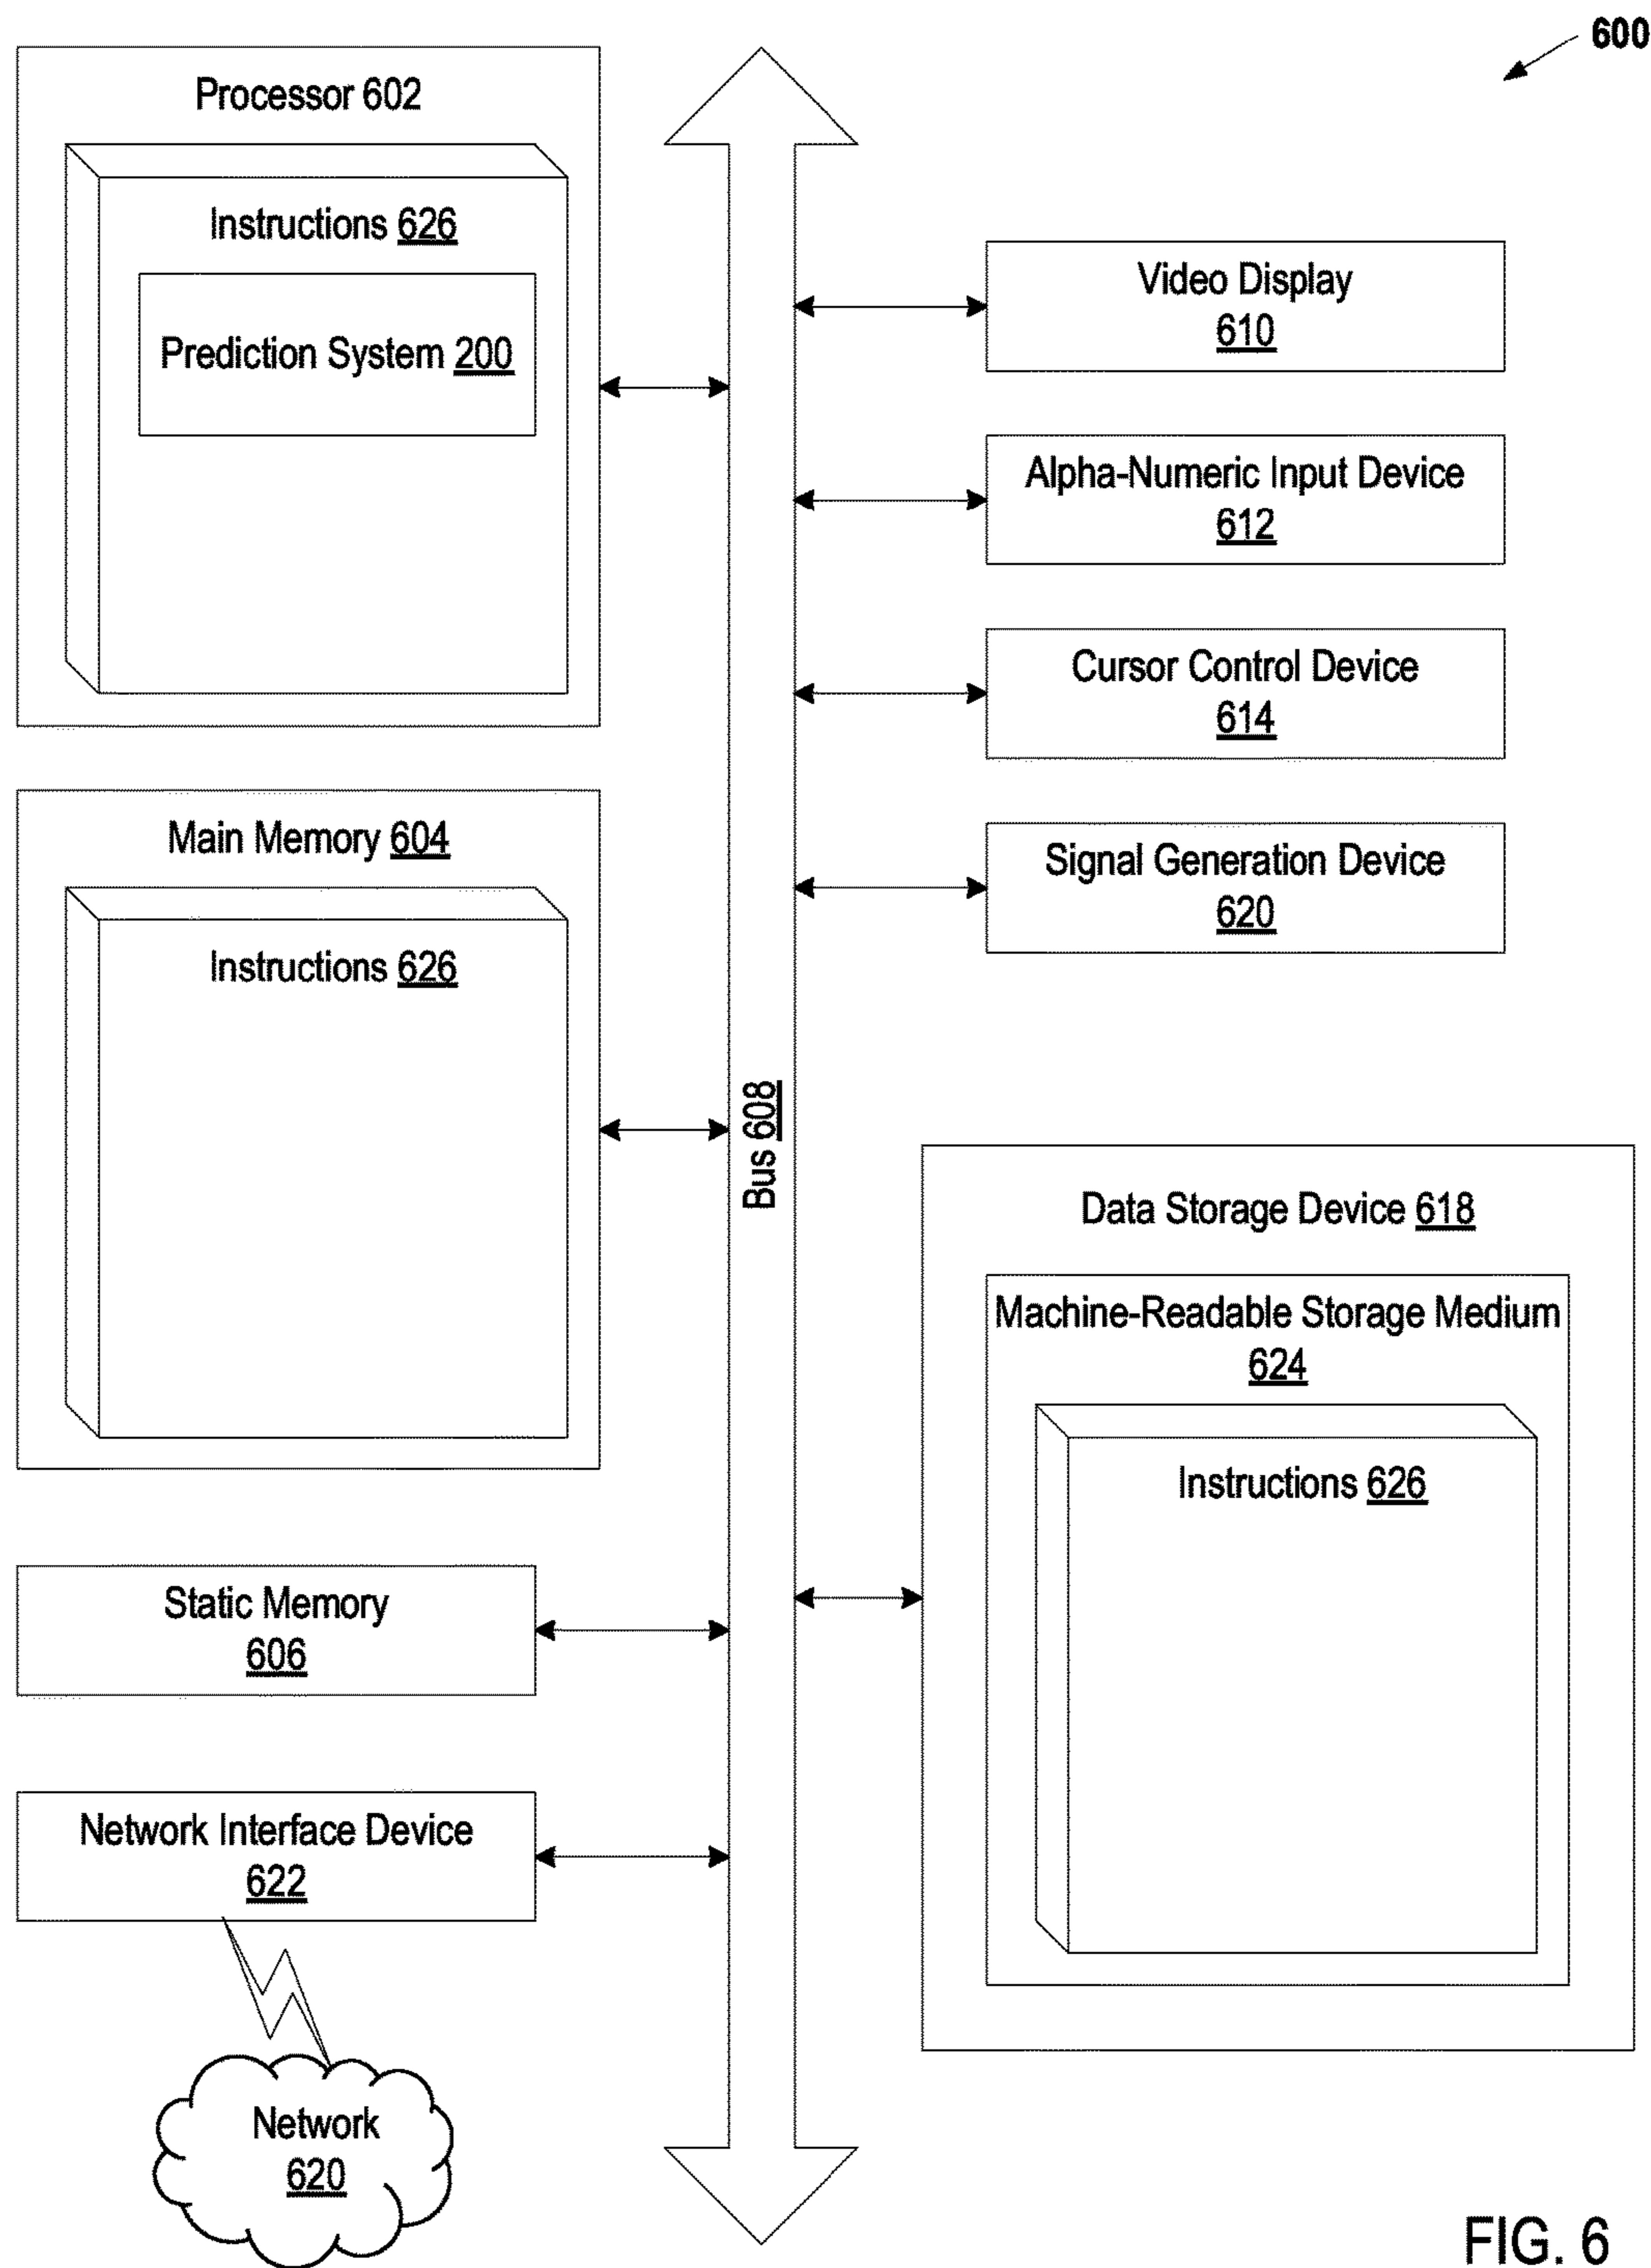 600
Processor 602
Instructions 626
Prediction System 200
Main Memory 604
Instructions 626
Static Memory
606
Network Interface Device
622
Network
620
Bus 608
Video Display
610
Alpha-Numeric Input Device
612
Cursor Control Device
614
Signal Generation Device
620
Data Storage Device 618
Machine-Readable Storage Medium
624
Instructions 626
FIG. 6